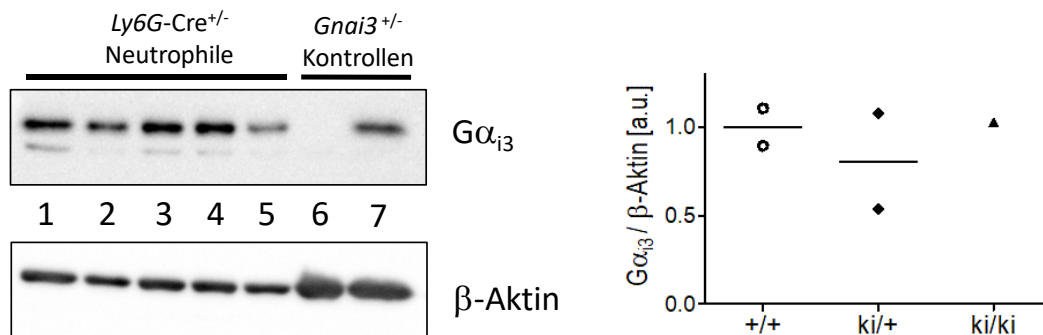 Ly6G-Cre+/-
Neutrophile
Gnai3 +/-
Kontrollen
Gαi3
1 2 3 4 5 6 7
β-Aktin
Gαi3 / β-Aktin [a.u.]
1.0
0.5
0.0
+/+ ki/+ ki/ki